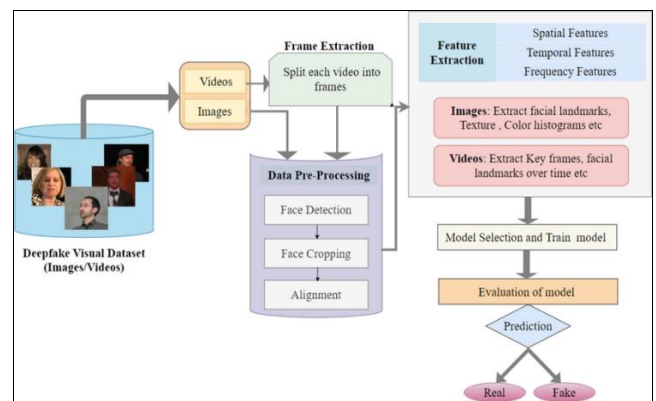 Deepfake Visual Dataset
(Images/Videos)
Videos
Images
Frame Extraction
Split each video into
frames
Data Pre-Processing
Face Detection
Face Cropping
Alignment
Feature
Extraction
Spatial Features
Temporal Features
Frequency Features
Images: Extract facial landmarks,
Texture , Color histograms etc
Videos: Extract Key frames, facial
landmarks over time etc
Model Selection and Train model
Evaluation of model
Prediction
Real
Fake